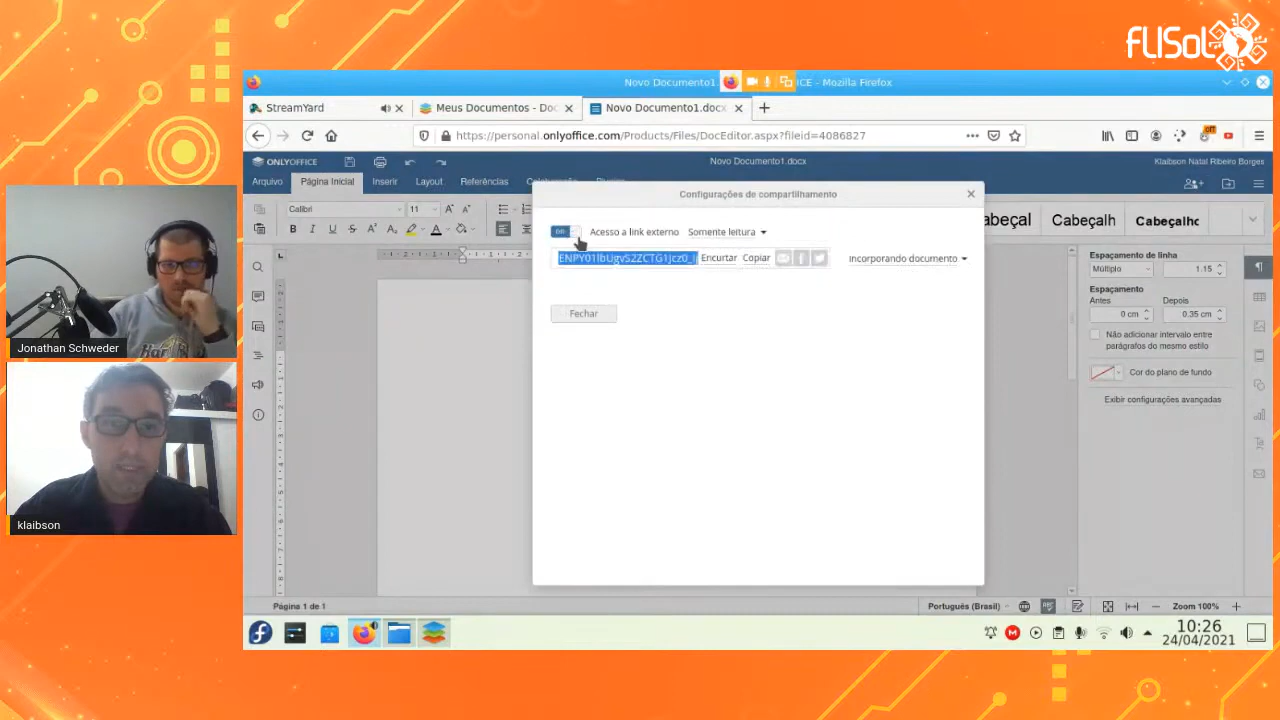 FLISoL
Novo Documento1. ICE - Mozilla Firefox
StreamYard
Meus Documentos - Doc
Novo Documento1.docx
https://personal.onlyoffice.com/Products/Files/DocEditor.aspx?fileid=4086827
off
ONLYOFFICE
Novo Documento1.docx
Klaibson Natal Ribeiro Borges
Arquivo
Página Inicial
Inserir
Layout
Referências
Configurações de compartilhamento
Calibri
11
Cabeçal
Cabeçalh
Cabeçalhc
Acesso a link externo
Somente leitura
Encurtar
Copiar
Incorporando documento
Fechar
Espaçamento de linha
Múltiplo
1.15
Espaçamento
Antes
Depois
0 cm
0.35 cm
Não adicionar intervalo entre
parágrafos do mesmo estilo
Cor do plano de fundo
Exibir configurações avançadas
Jonathan Schweder
klaibson
Página 1 de 1
Português (Brasil)
Zoom 100%
10:26
24/04/2021